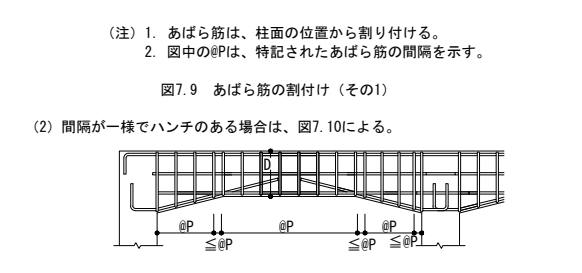 （注）1. あばら筋は、柱面の位置から割り付ける。
2. 図中の@Pは、特記されたあばら筋の間隔を示す。
図7.9　あばら筋の割付け（その1）
（2）間隔が一様でハンチのある場合は、図7.10による。
D
@P @P @P
≦@P ≦@P ≦@P